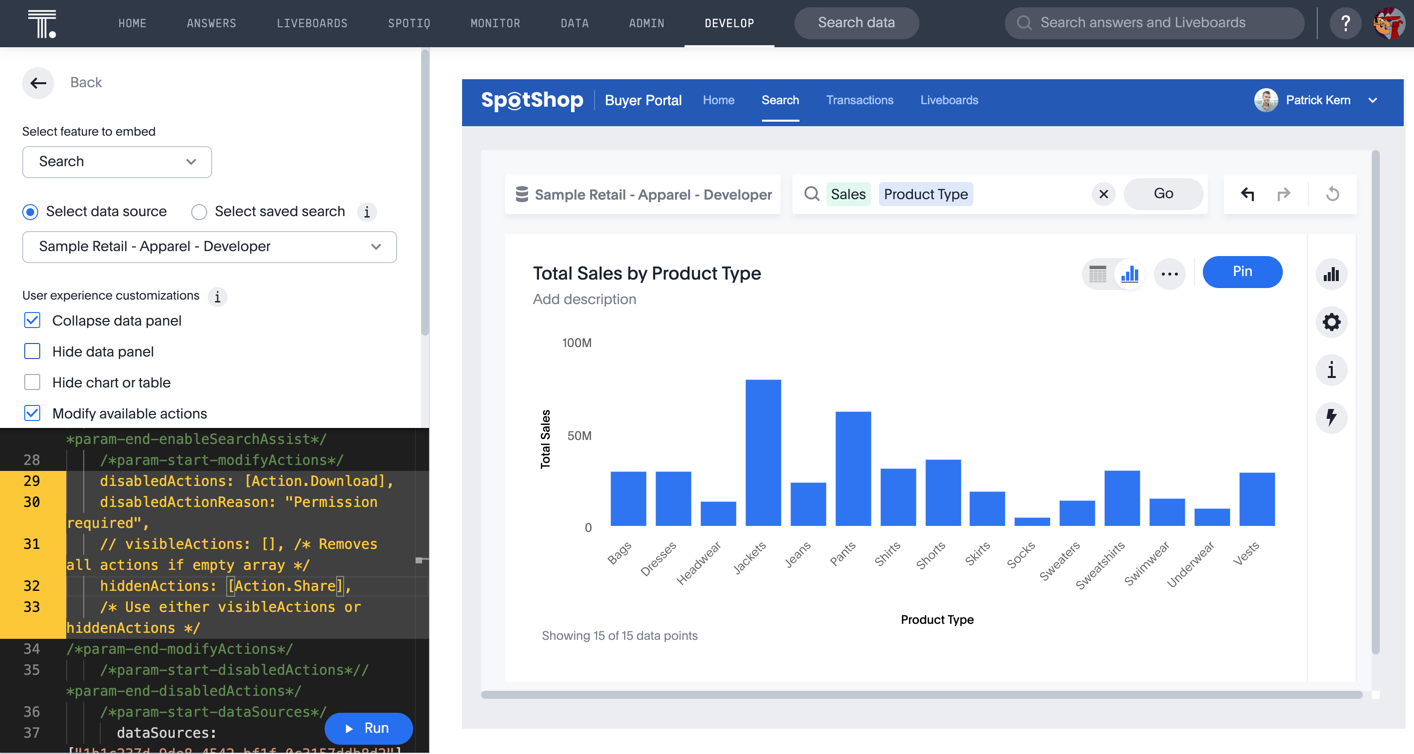 T.
HOME ANSWERS LIVEBOARDS SPOTIQ MONITOR DATA ADMIN DEVELOP Search data Search answers and Liveboards ?
Back
Select feature to embed
Search
Select data source Select saved search i
Sample Retail - Apparel - Developer
User experience customizations i
Collapse data panel
Hide data panel
Hide chart or table
Modify available actions
*param-end-enableSearchAssist*/
28 /*param-start-modifyActions*/
29 disabledActions: [Action.Download],
30 disabledActionReason: "Permission
required",
31 // visibleActions: [], /* Removes
all actions if empty array */
32 hiddenActions: [Action.Share],
33 /* Use either visibleActions or
hiddenActions */
34 /*param-end-modifyActions*/
35 /*param-start-disabledActions*//
*param-end-disabledActions*/
36 /*param-start-dataSources*/
37 dataSources:
Run
SpotShop Buyer Portal Home Search Transactions Liveboards Patrick Kern
Sample Retail - Apparel - Developer Sales Product Type Go
Total Sales by Product Type
Add description
Pin
i
100M
50M
0
Total Sales
Bags Dresses Headwear Jackets Jeans Pants Shirts Shorts Skirts Socks Sweaters Sweatshirts Swimwear Underwear Vests
Product Type
Showing 15 of 15 data points